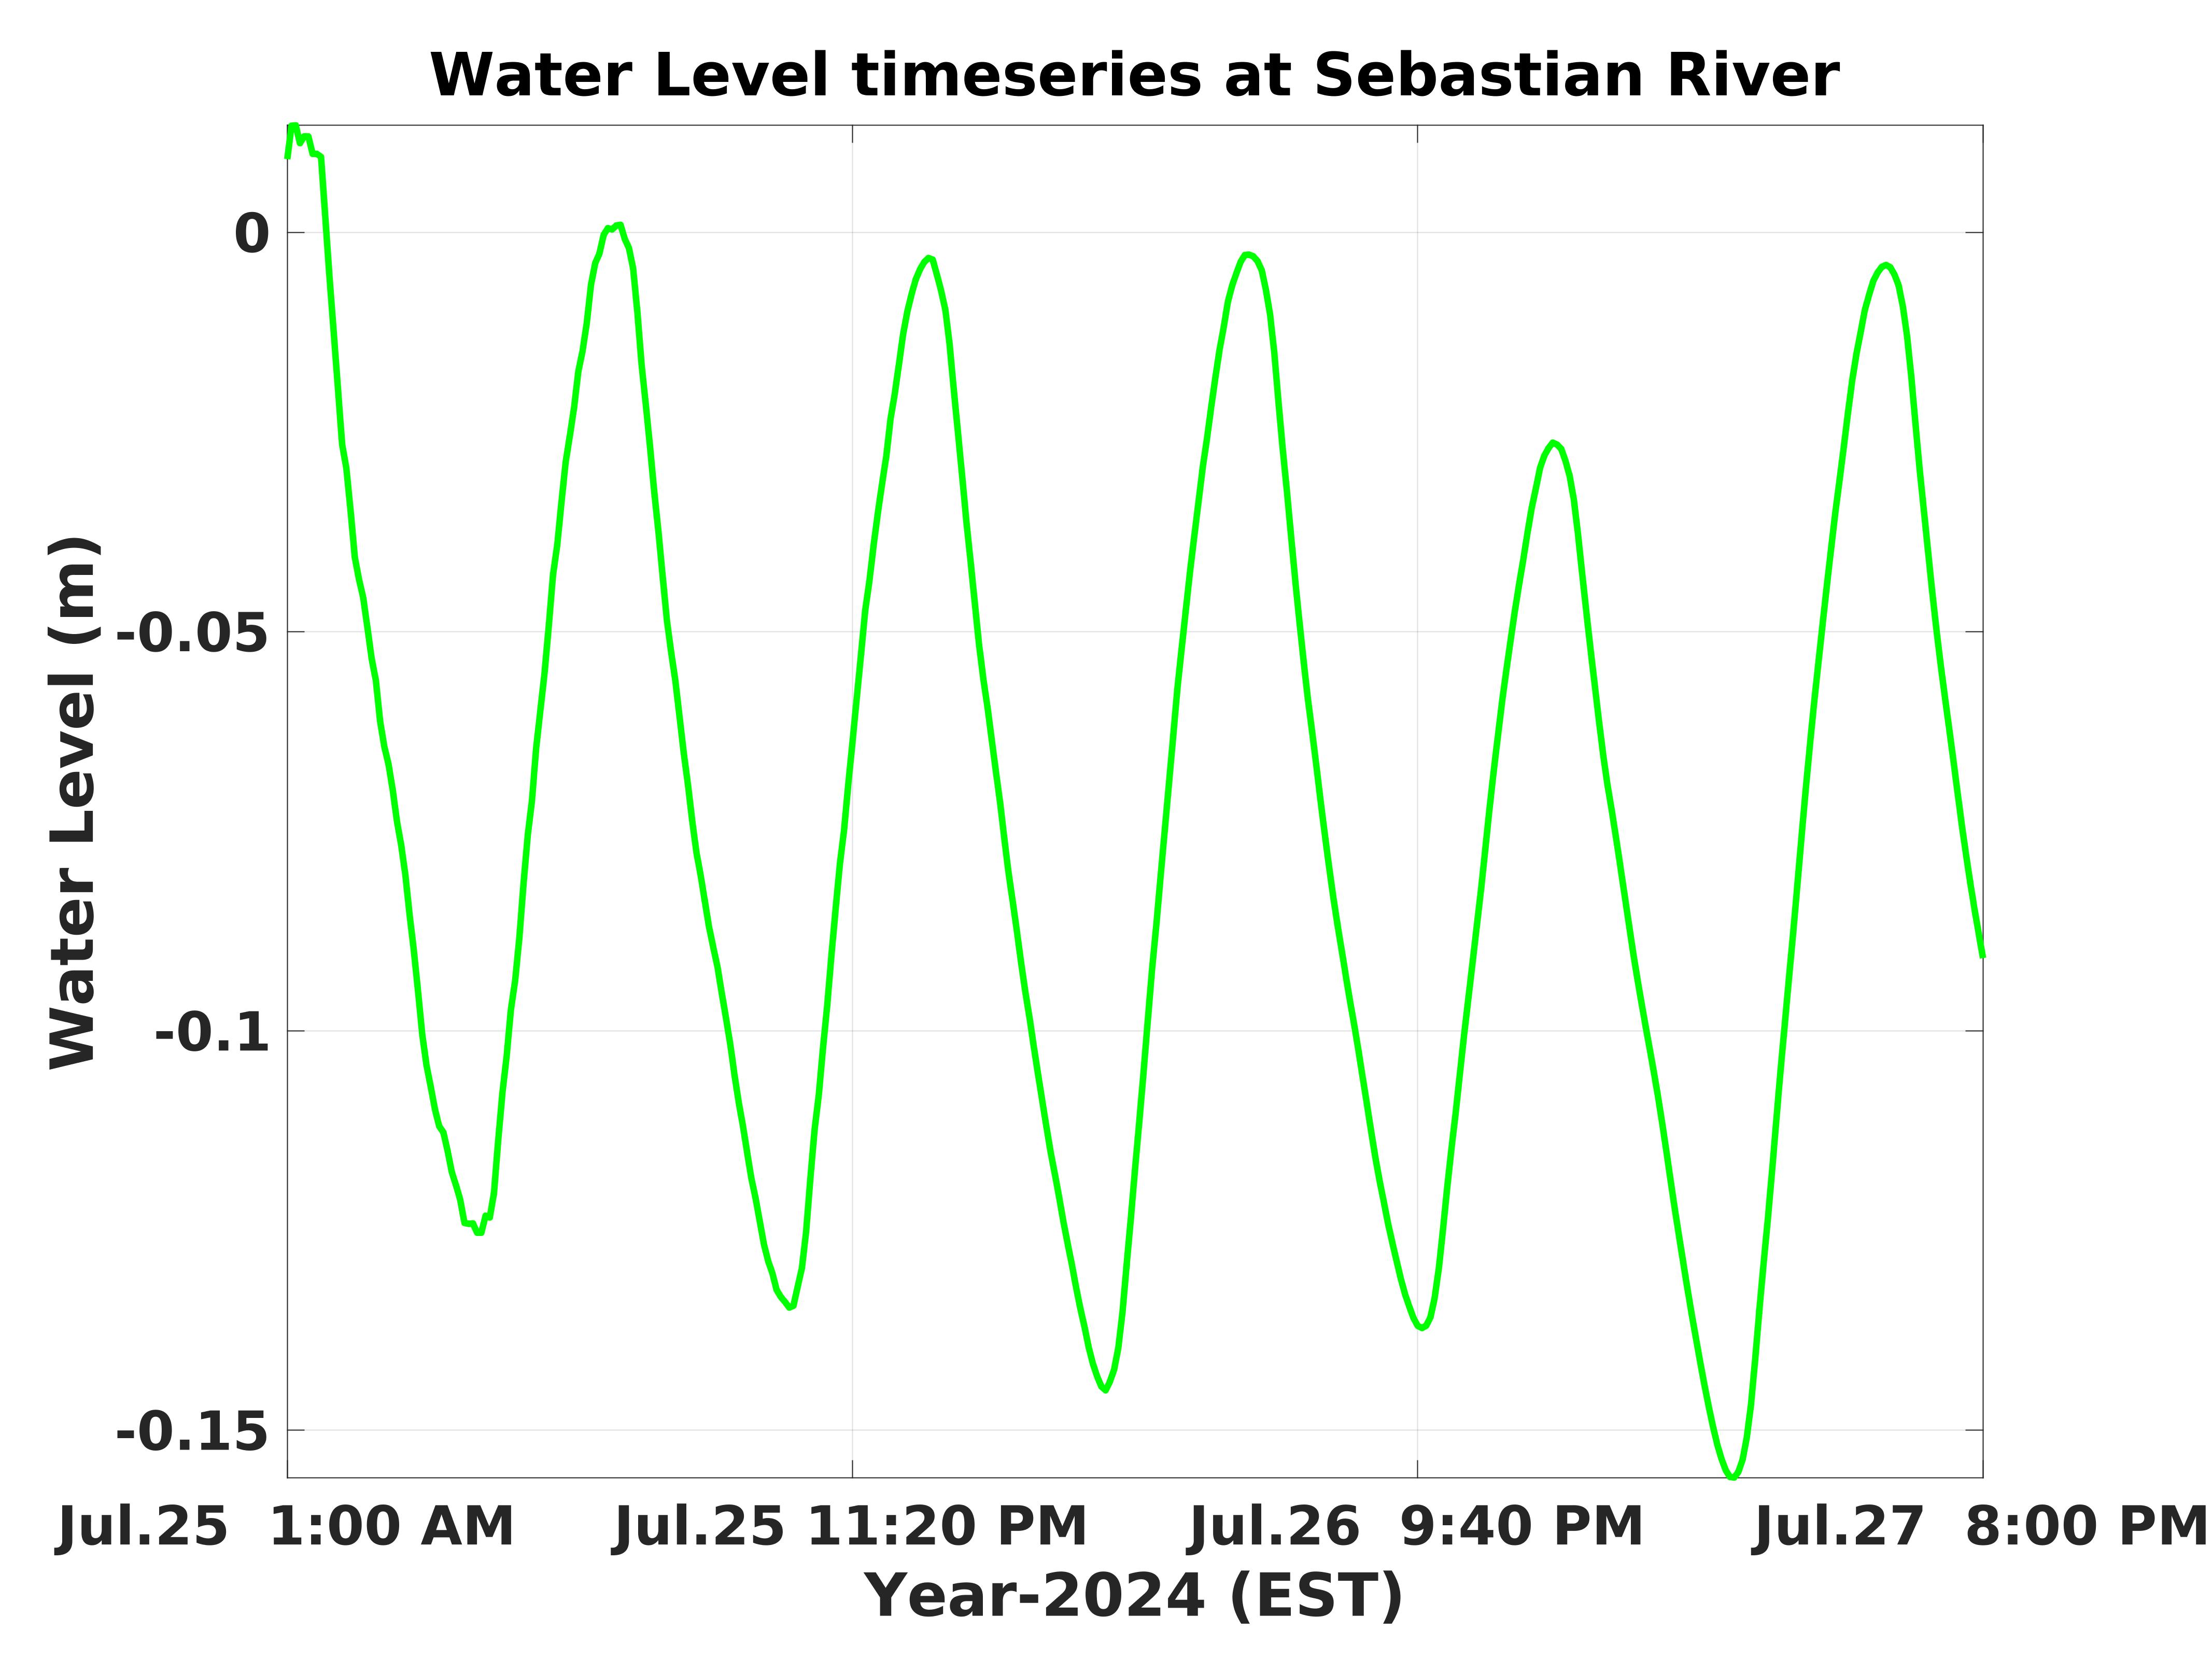 Water Level timeseries at Sebastian River
Water Level (m)
0
-0.05
-0.1
-0.15
Jul.25 1:00 AM
Jul.25 11:20 PM
Jul.26 9:40 PM
Jul.27 8:00 PM
Year-2024 (EST)